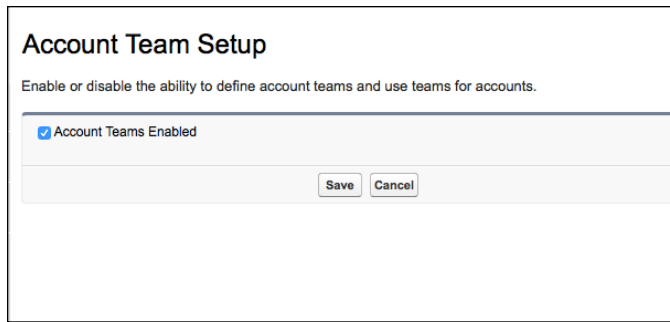 Account Team Setup
Enable or disable the ability to define account teams and use teams for accounts.
Account Teams Enabled
Save Cancel